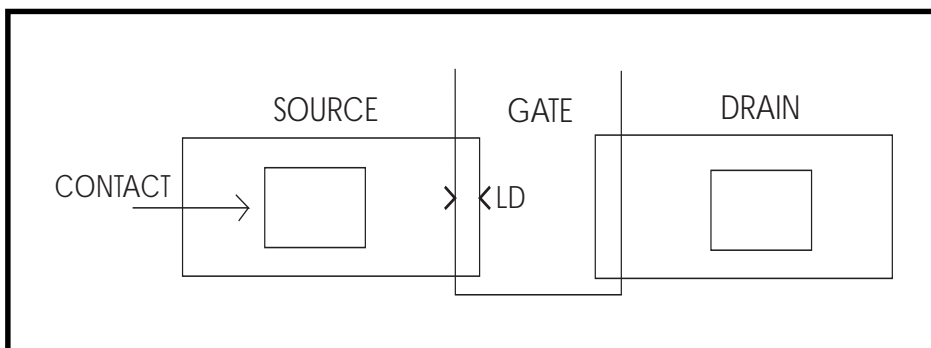 SOURCE
GATE
DRAIN
CONTACT
LD